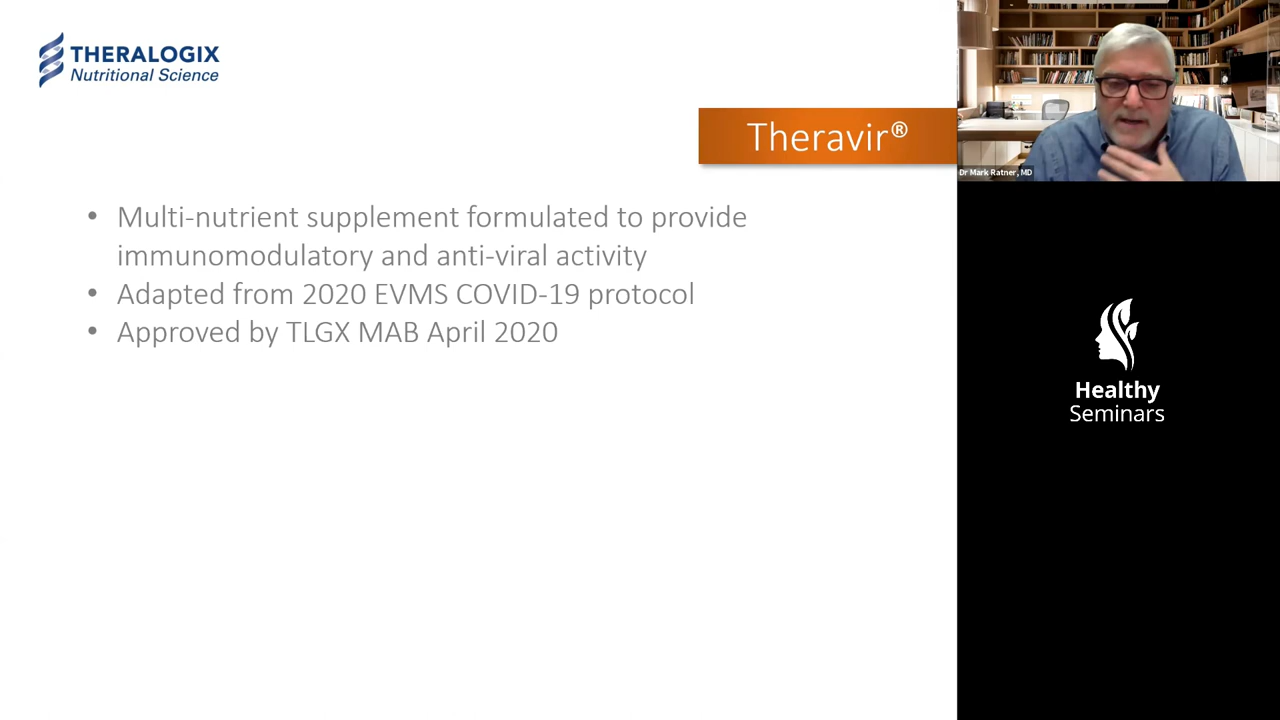 THERALOGIX
Nutritional Science
Theravir®
• Multi-nutrient supplement formulated to provide
immunomodulatory and anti-viral activity
• Adapted from 2020 EVMS COVID-19 protocol
• Approved by TLGX MAB April 2020
Dr Mark Ratner, MD
Healthy
Seminars